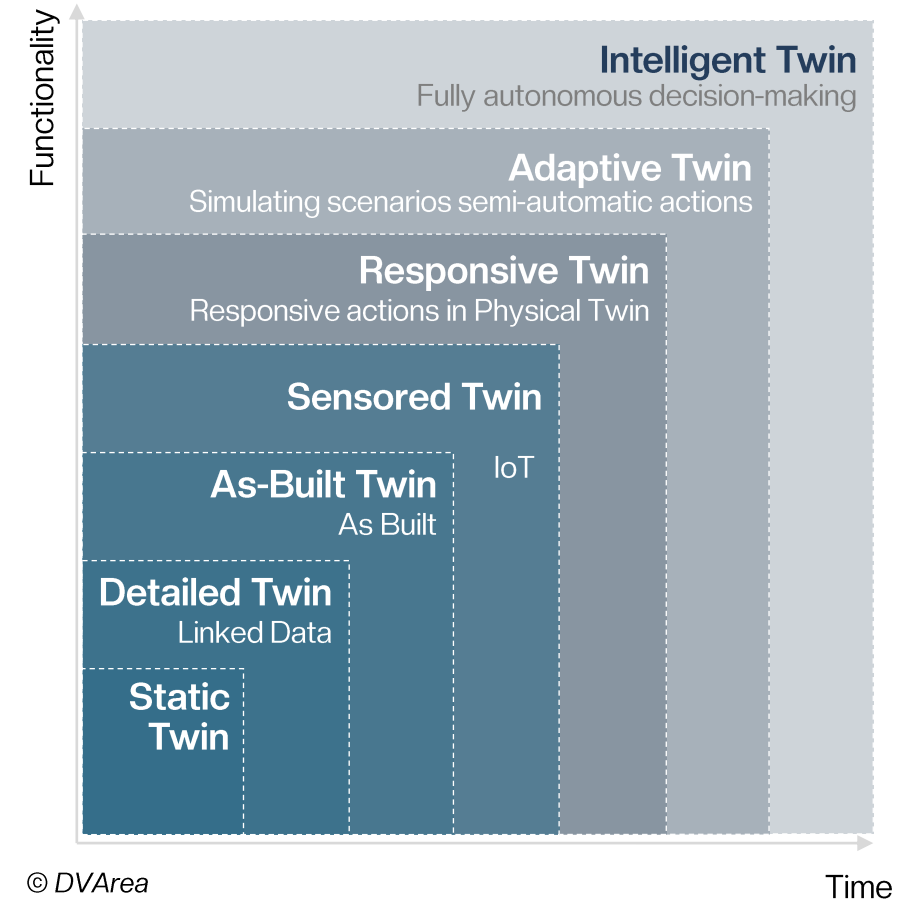 Functionality
Intelligent Twin
Fully autonomous decision-making
Adaptive Twin
Simulating scenarios semi-automatic actions
Responsive Twin
Responsive actions in Physical Twin
Sensored Twin
IoT
As-Built Twin
As Built
Detailed Twin
Linked Data
Static
Twin
© DVArea
Time